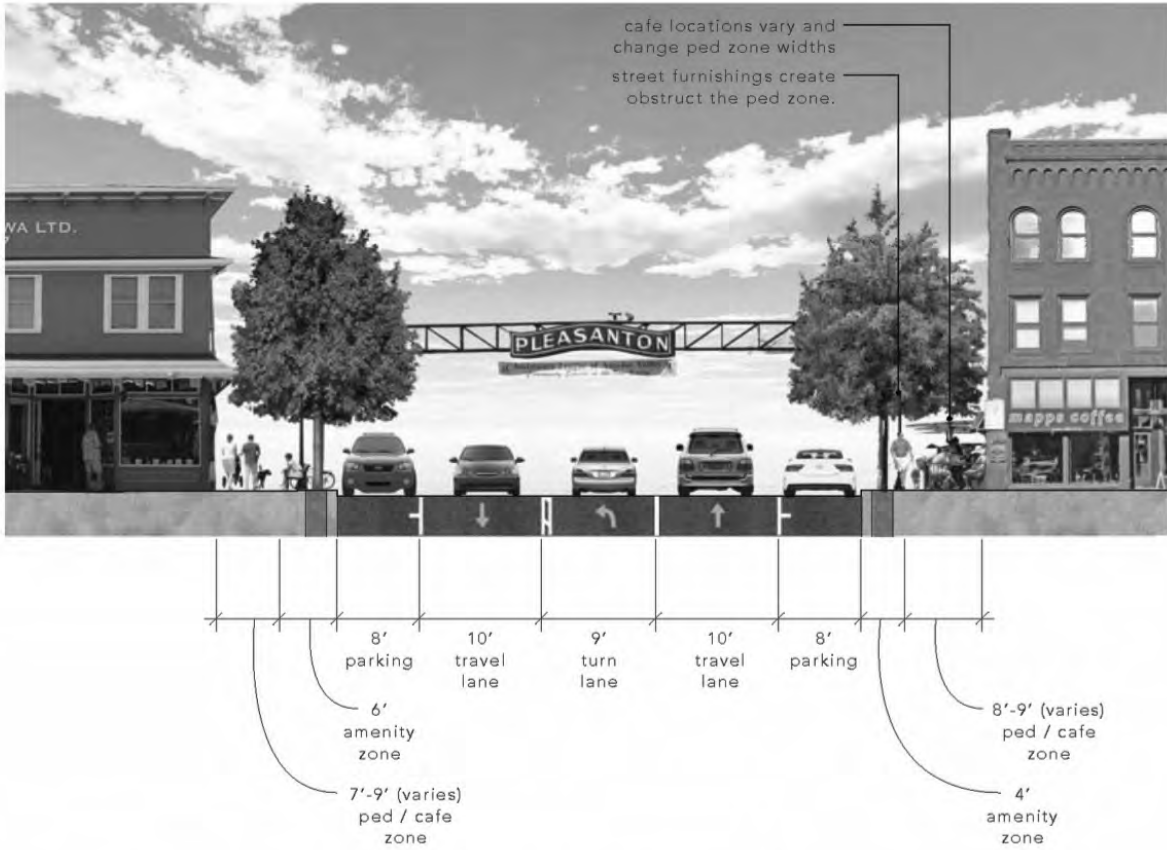 cafe locations vary and
change ped zone widths
street furnishings create
obstruct the ped zone.
WA LTD.
PLEASANTON
mapps coffee
8'
parking
10'
travel
lane
9'
turn
lane
10'
travel
lane
8'
parking
6'
amenity
zone
7'-9' (varies)
ped / cafe
zone
8'-9' (varies)
ped / cafe
zone
4'
amenity
zone